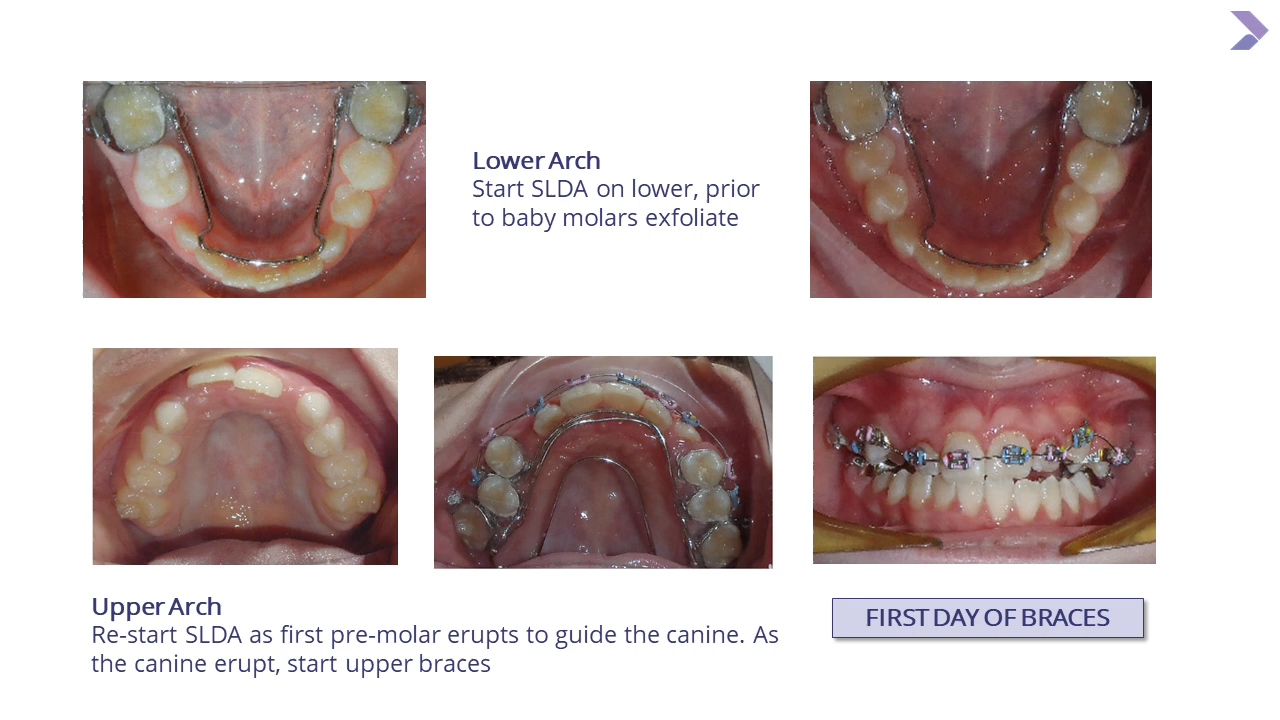 Lower Arch
Start SLDA on lower, prior
to baby molars exfoliate
Upper Arch
Re-start SLDA as first pre-molar erupts to guide the canine. As
the canine erupt, start upper braces
FIRST DAY OF BRACES